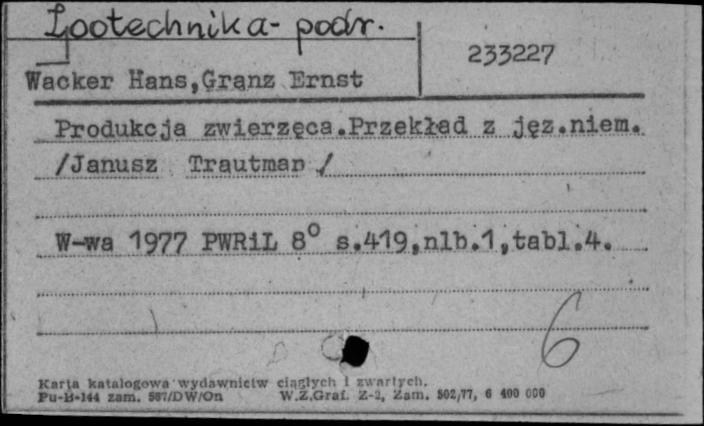 Zootechnika - podr.
233227
Wacker Hans,Granz Ernst
Produkcja zwierzęca.Przekład z jęz.niem.
/Janusz Trautman /
W-wa 1977 PWRiL 8° s.419,nlb.1,tabl.4.
6
Karta katalogowa wydawnictw ciągłych i zwartych.
Pu-B-144 zam. 587/DW/On W.Z.Graf. Z-2, Zam. 502/77, 6 400 000